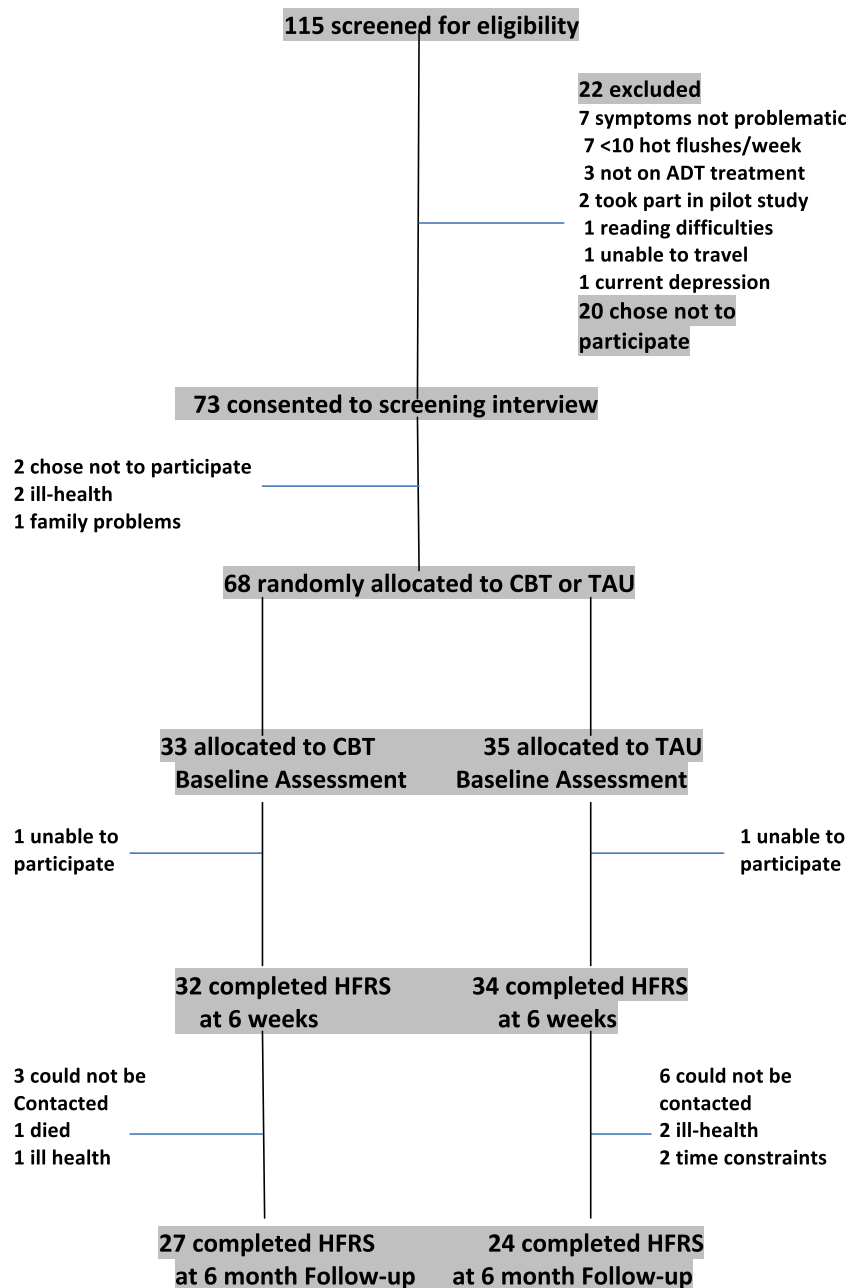 115 screened for eligibility
22 excluded
7 symptoms not problematic
7 <10 hot flushes/week
3 not on ADT treatment
2 took part in pilot study
1 reading difficulties
1 unable to travel
1 current depression
20 chose not to
participate
73 consented to screening interview
2 chose not to participate
2 ill-health
1 family problems
68 randomly allocated to CBT or TAU
33 allocated to CBT
Baseline Assessment
35 allocated to TAU
Baseline Assessment
1 unable to
participate
1 unable to
participate
32 completed HFRS
at 6 weeks
34 completed HFRS
at 6 weeks
3 could not be
Contacted
1 died
1 ill health
6 could not be
contacted
2 ill-health
2 time constraints
27 completed HFRS
at 6 month Follow-up
24 completed HFRS
at 6 month Follow-up